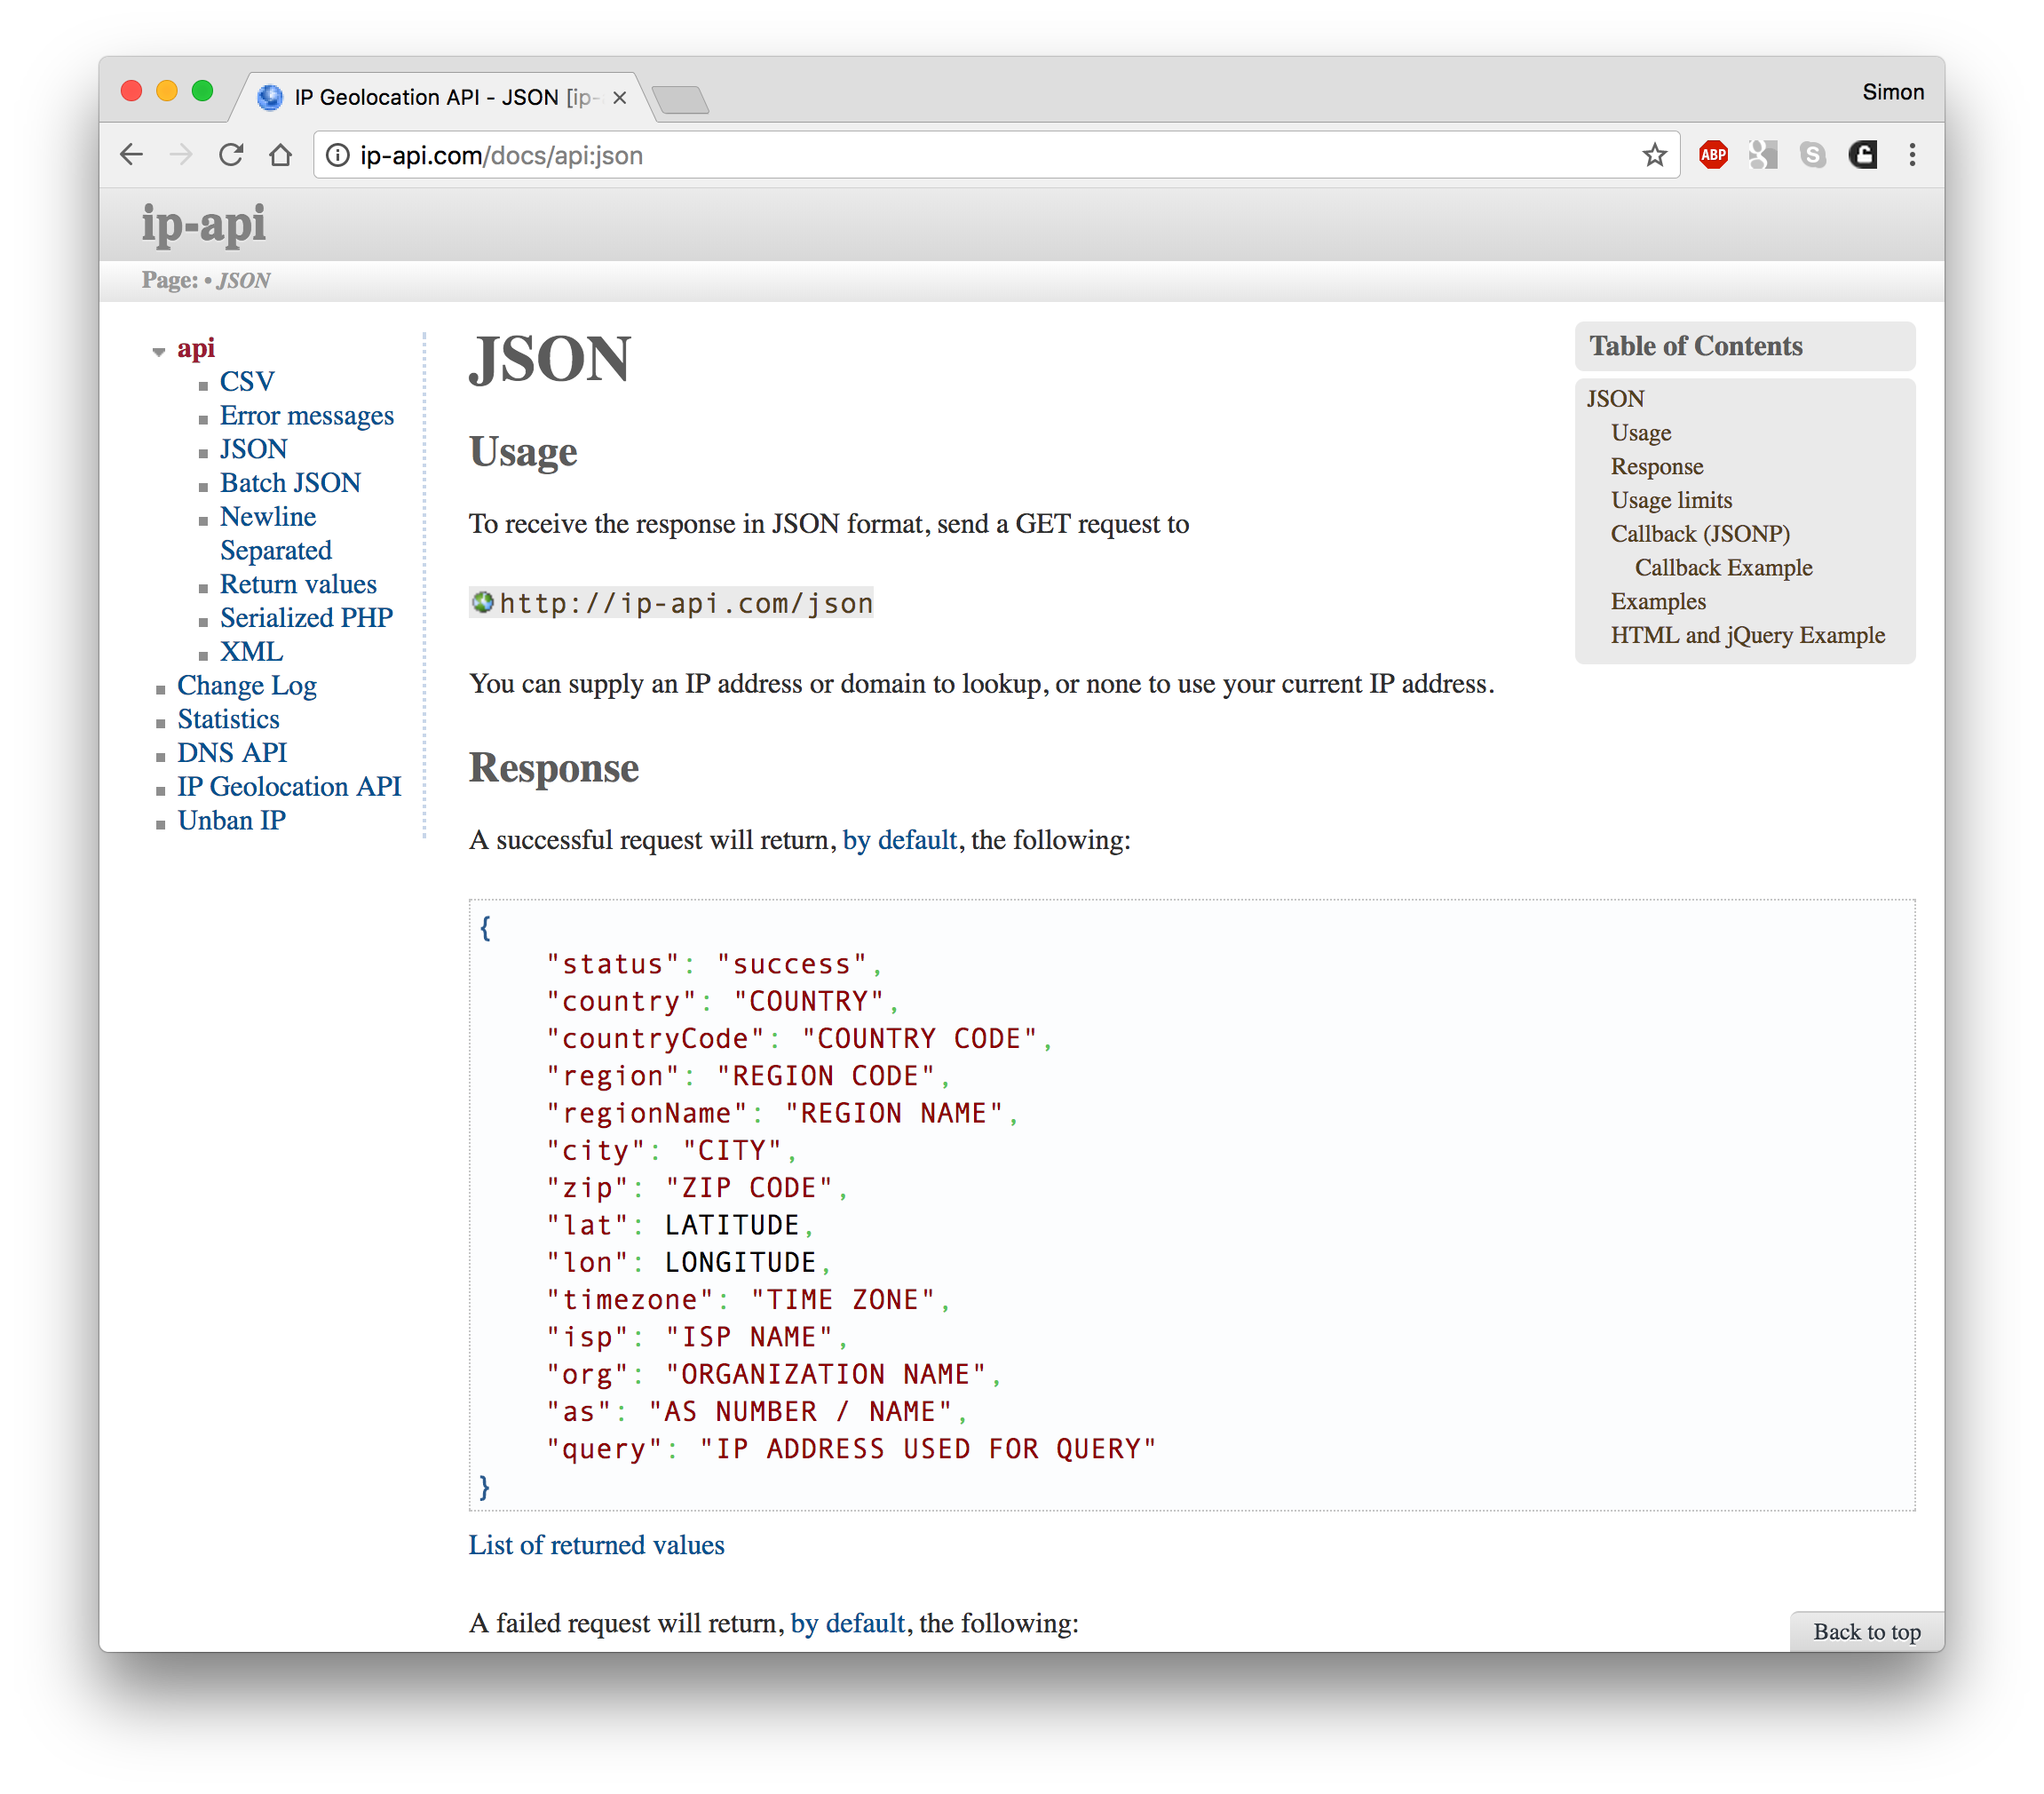 IP Geolocation API - JSON [ip-
Simon
ip-api.com/docs/api:json
ABP
ip-api
Page: • JSON
api
CSV
Error messages
JSON
Batch JSON
Newline
Separated
Return values
Serialized PHP
XML
Change Log
Statistics
DNS API
IP Geolocation API
Unban IP
JSON
Usage
To receive the response in JSON format, send a GET request to
http://ip-api.com/json
You can supply an IP address or domain to lookup, or none to use your current IP address.
Response
A successful request will return, by default, the following:
{
"status": "success",
"country": "COUNTRY",
"countryCode": "COUNTRY CODE",
"region": "REGION CODE",
"regionName": "REGION NAME",
"city": "CITY",
"zip": "ZIP CODE",
"lat": LATITUDE,
"lon": LONGITUDE,
"timezone": "TIME ZONE",
"isp": "ISP NAME",
"org": "ORGANIZATION NAME",
"as": "AS NUMBER / NAME",
"query": "IP ADDRESS USED FOR QUERY"
}
List of returned values
A failed request will return, by default, the following:
Table of Contents
JSON
Usage
Response
Usage limits
Callback (JSONP)
Callback Example
Examples
HTML and jQuery Example
Back to top